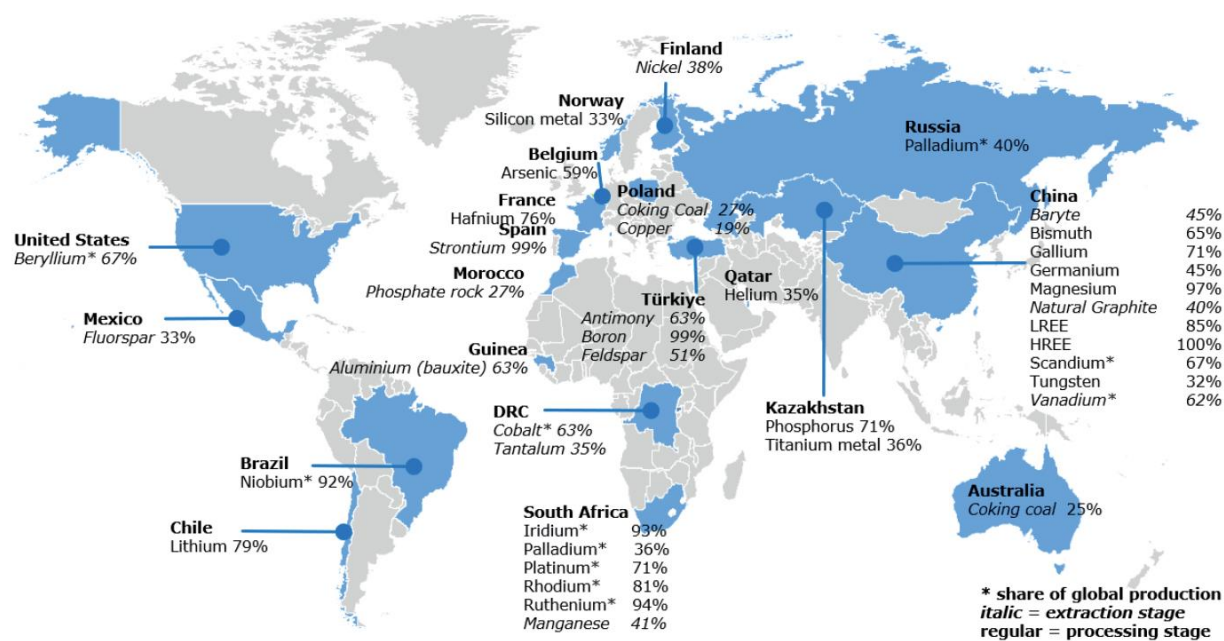 Finland
Nickel 38%
Norway
Silicon metal 33%
Russia
Palladium* 40%
Belgium
Arsenic 59%
Poland
Coking Coal 27%
Copper 19%
France
Hafnium 76%
Spain
Strontium 99%
China
Baryte 45%
Bismuth 65%
Gallium 71%
Germanium 45%
Magnesium 97%
Natural Graphite 40%
LREE 85%
HREE 100%
Scandium* 67%
Tungsten 32%
Vanadium* 62%
United States
Beryllium* 67%
Morocco
Phosphate rock 27%
Qatar
Helium 35%
Türkiye
Antimony 63%
Boron 99%
Feldspar 51%
Mexico
Fluorspar 33%
Guinea
Aluminium (bauxite) 63%
DRC
Cobalt* 63%
Tantalum 35%
Kazakhstan
Phosphorus 71%
Titanium metal 36%
Brazil
Niobium* 92%
Chile
Lithium 79%
South Africa
Iridium* 93%
Palladium* 36%
Platinum* 71%
Rhodium* 81%
Ruthenium* 94%
Manganese 41%
Australia
Coking coal 25%
* share of global production
italic = extraction stage
regular = processing stage